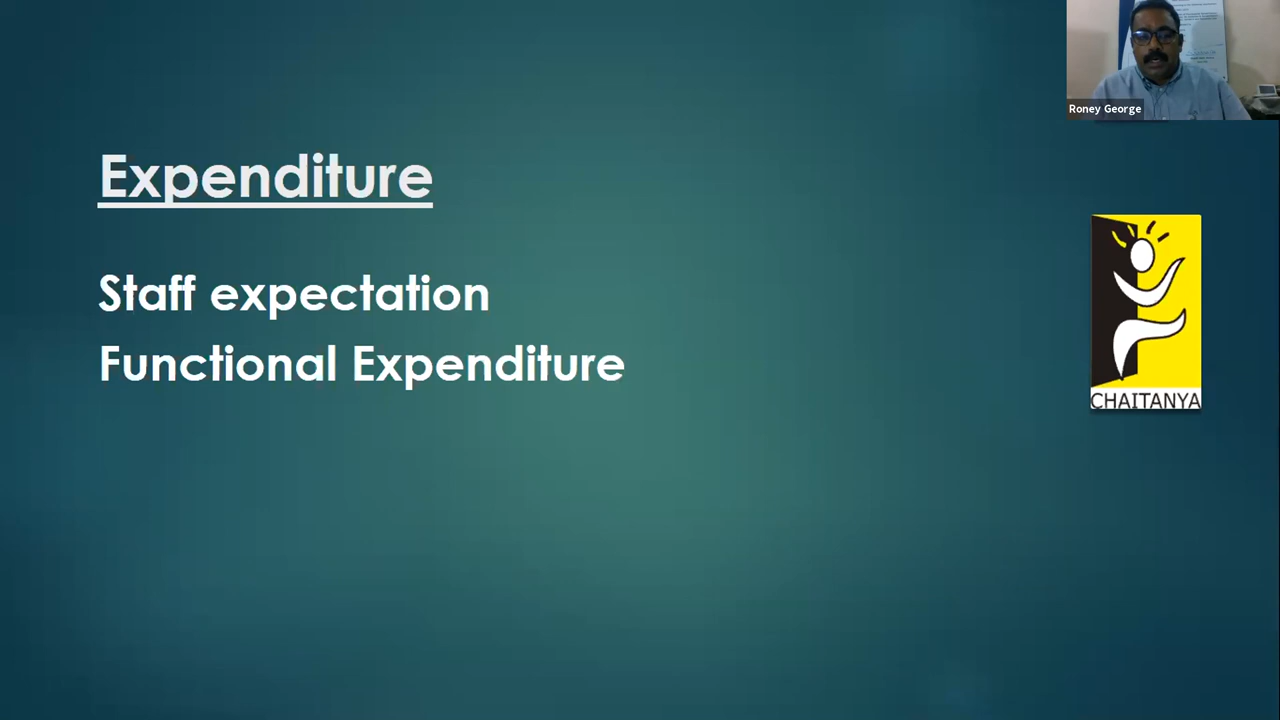 Roney George
Expenditure
Staff expectation
Functional Expenditure
CHAITANYA